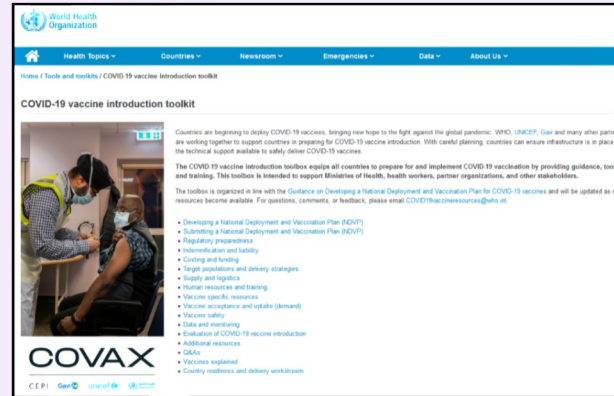 World Health
Organization
Health Topics
Countries
Newsroom
Emergencies
Data
About Us
Home / Tools and toolkits / COVID-19 vaccine introduction toolkit
COVID-19 vaccine introduction toolkit
Countries are beginning to deploy COVID-19 vaccines, bringing new hope to the fight against the global pandemic. WHO, UNICEF, Gavi and many other
are working together to support countries in preparing for COVID-19 vaccine introduction. With careful planning, countries can ensure infrastructure is in place
the technical support available to safely deliver COVID-19 vaccines.
The COVID-19 vaccine introduction toolbox equips all countries to prepare for and implement COVID-19 vaccination by providing guidance,
and training. This toolbox is intended to support Ministries of Health, health workers, partner organizations, and other stakeholders.
The toolbox is organized in line with the Guidance on Developing a National Deployment and Vaccination Plan for COVID-19 vaccines and will be updated as
resources become available. For questions, comments, or feedback, please email COVID19vaccineresources@who.int.
• Developing a National Deployment and Vaccination Plan (NDVP)
• Submitting a National Deployment and Vaccination Plan (NDVP)
• Regulatory preparedness
• Indemnification and liability
• Costing and funding
• Target populations and delivery strategies
• Supply and logistics
• Human resources and training
• Vaccine specific resources
• Vaccine acceptance and uptake (demand)
• Vaccine safety
• Data and monitoring
• Evaluation of COVID-19 vaccine introduction
• Additional resources
• Q&As
• Vaccines explained
• Country readiness and delivery workstream
COVAX
CEPI Gavi unicef